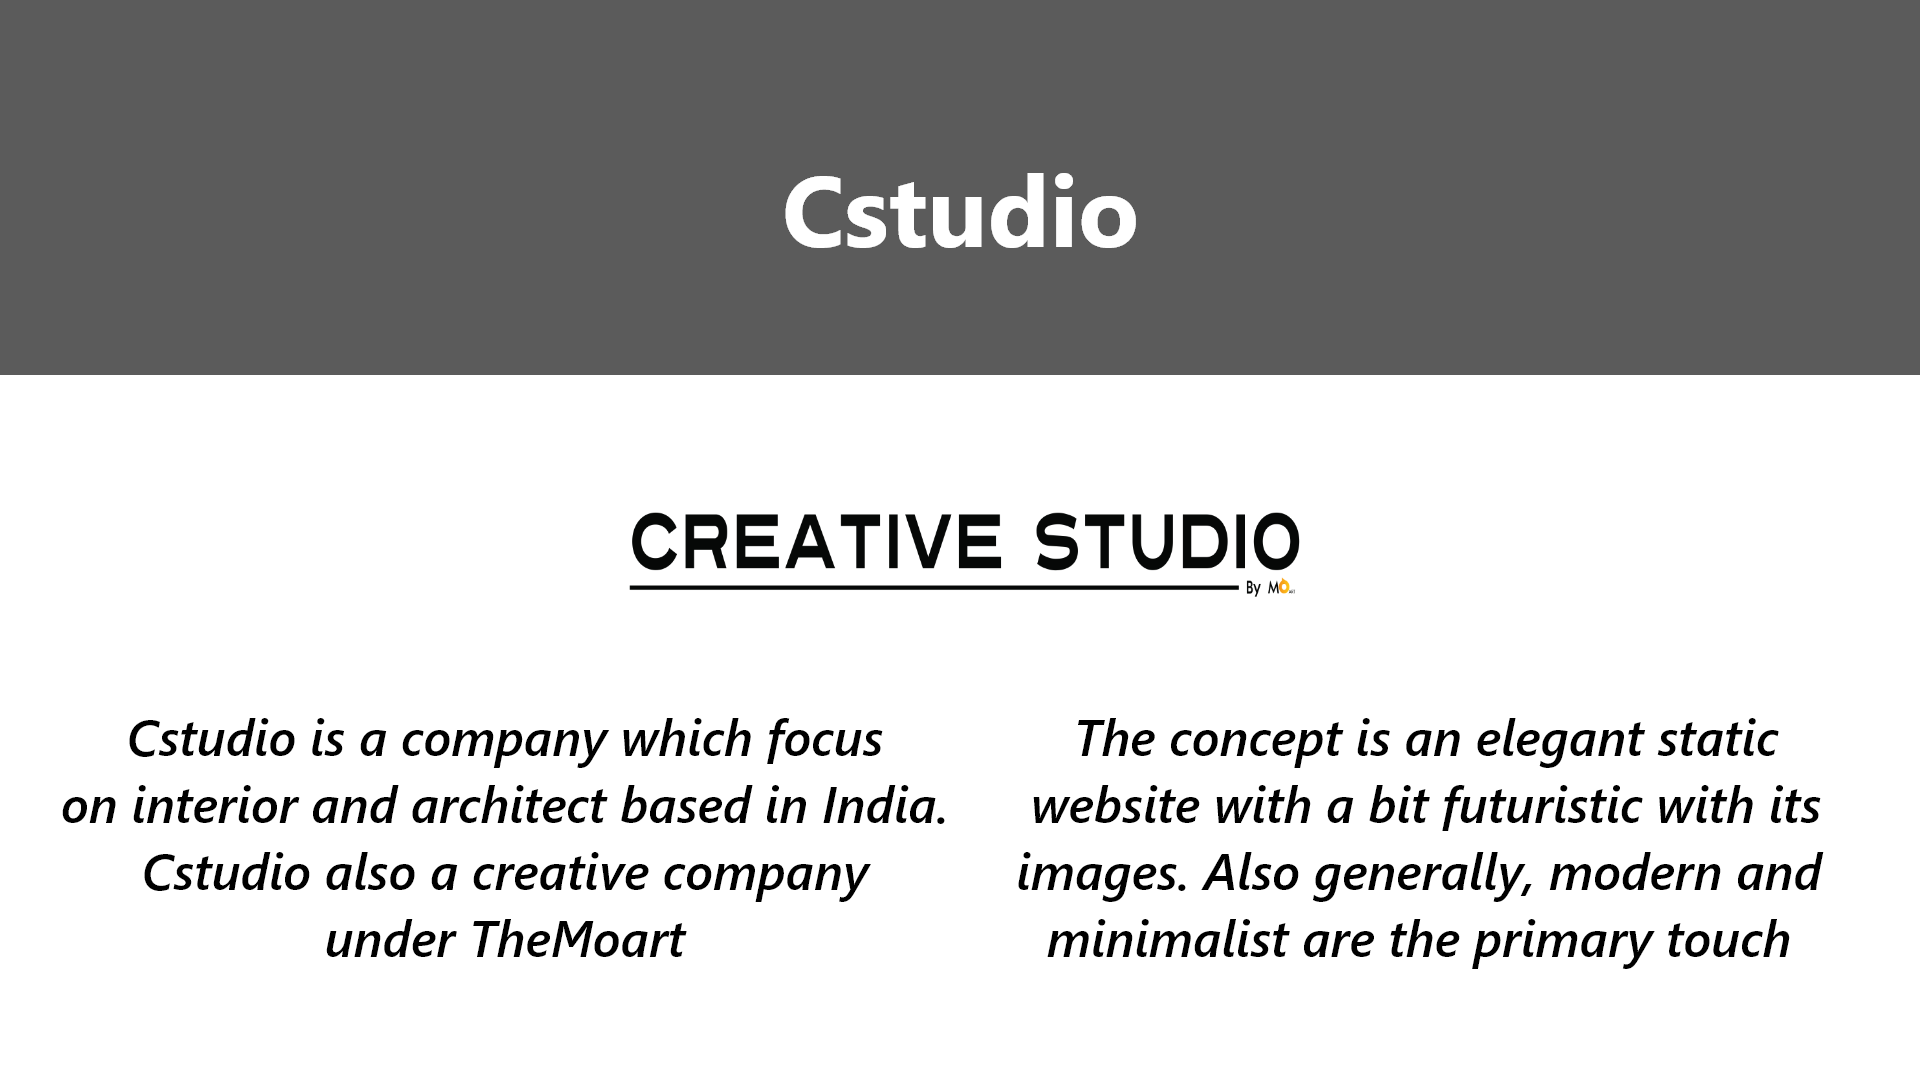 Cstudio
CREATIVE STUDIO
By MO
Cstudio is a company which focus
on interior and architect based in India.
Cstudio also a creative company
under TheMoart
The concept is an elegant static
website with a bit futuristic with its
images. Also generally, modern and
minimalist are the primary touch